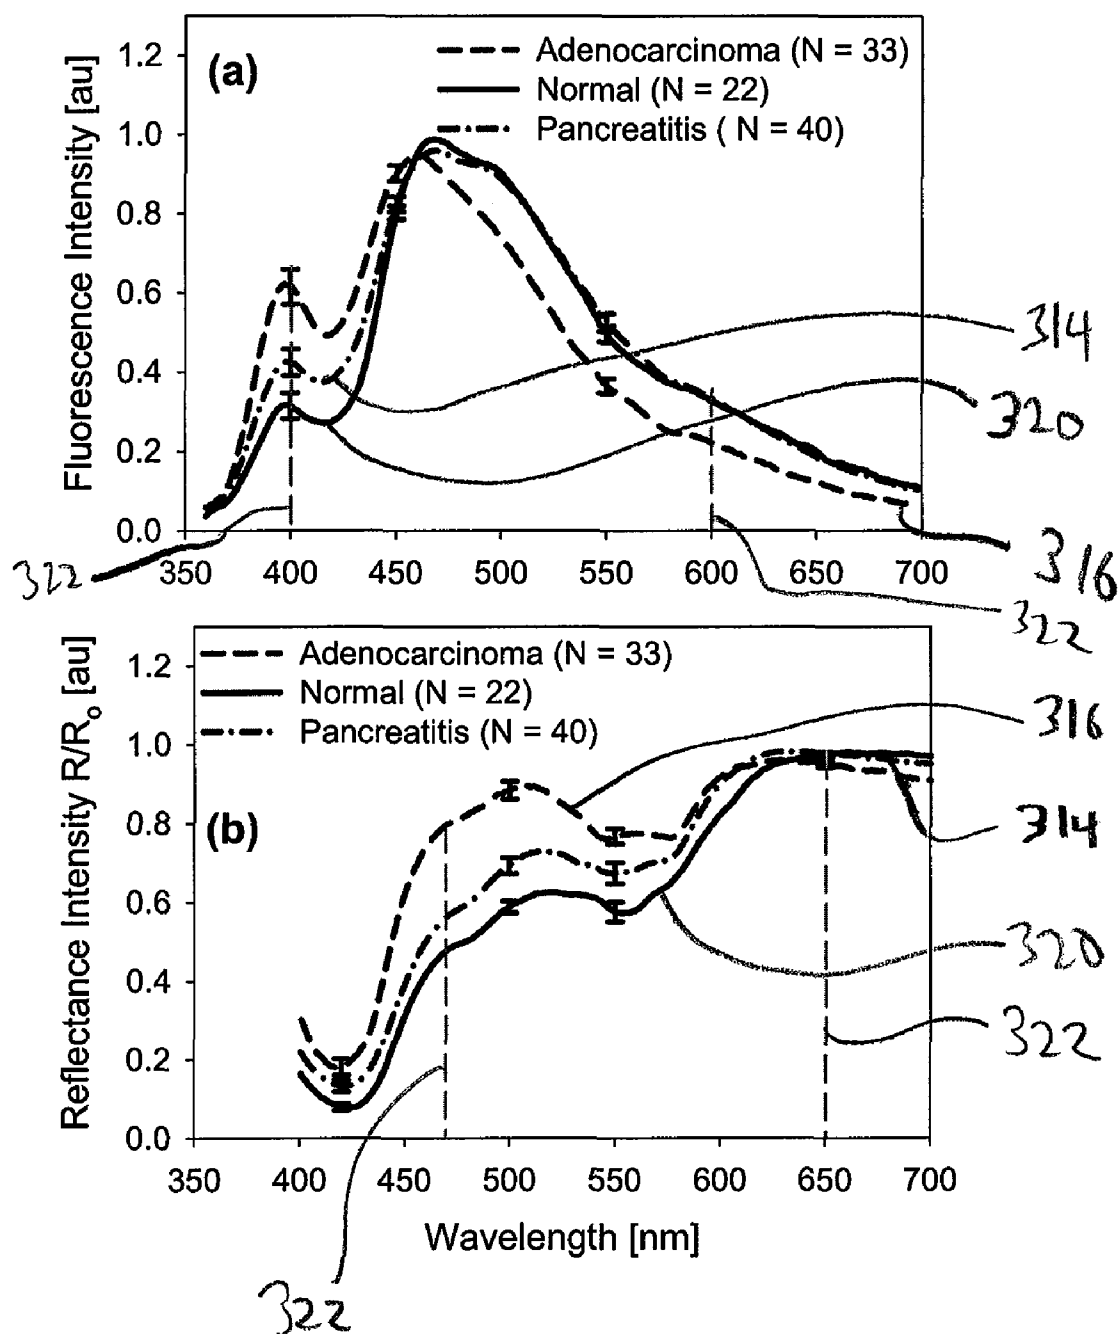 (a)
Adenocarcinoma (N = 33)
Normal (N = 22)
Pancreatitis ( N = 40)
Fluorescence Intensity [au]
1.2
1.0
0.8
0.6
0.4
0.2
0.0
350 400 450 500 550 600 650 700
314
320
316
322
322
(b)
Adenocarcinoma (N = 33)
Normal (N = 22)
Pancreatitis (N = 40)
Reflectance Intensity R/Ro [au]
1.2
1.0
0.8
0.6
0.4
0.2
0.0
350 400 450 500 550 600 650 700
Wavelength [nm]
316
314
320
322
322